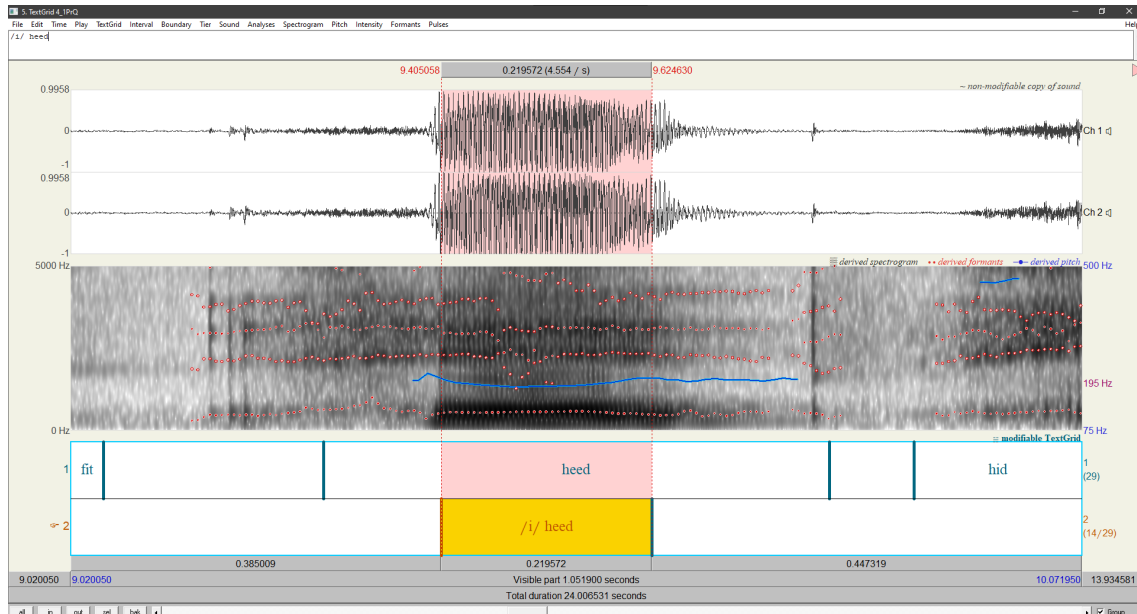 5. TextGrid 4_1PrQ
File Edit Time Play TextGrid Interval Boundary Tier Sound Analyses Spectrogram Pitch Intensity Formants Pulses Help
/i/ heed
9.405058 0.219572 (4.554 / s) 9.624630
~ non-modifiable copy of sound
0.9958
0 Ch 1
-1
0.9958
0 Ch 2
-1
derived spectrogram derived formants derived pitch
5000 Hz 500 Hz
195 Hz
0 Hz 75 Hz
modifiable TextGrid
1 fit heed hid 1
(29)
2 /i/ heed 2
(14/29)
0.385009 0.219572 0.447319
9.020050 9.020050 Visible part 1.051900 seconds 10.071950 13.934581
Total duration 24.006531 seconds
all in out sel bak Group